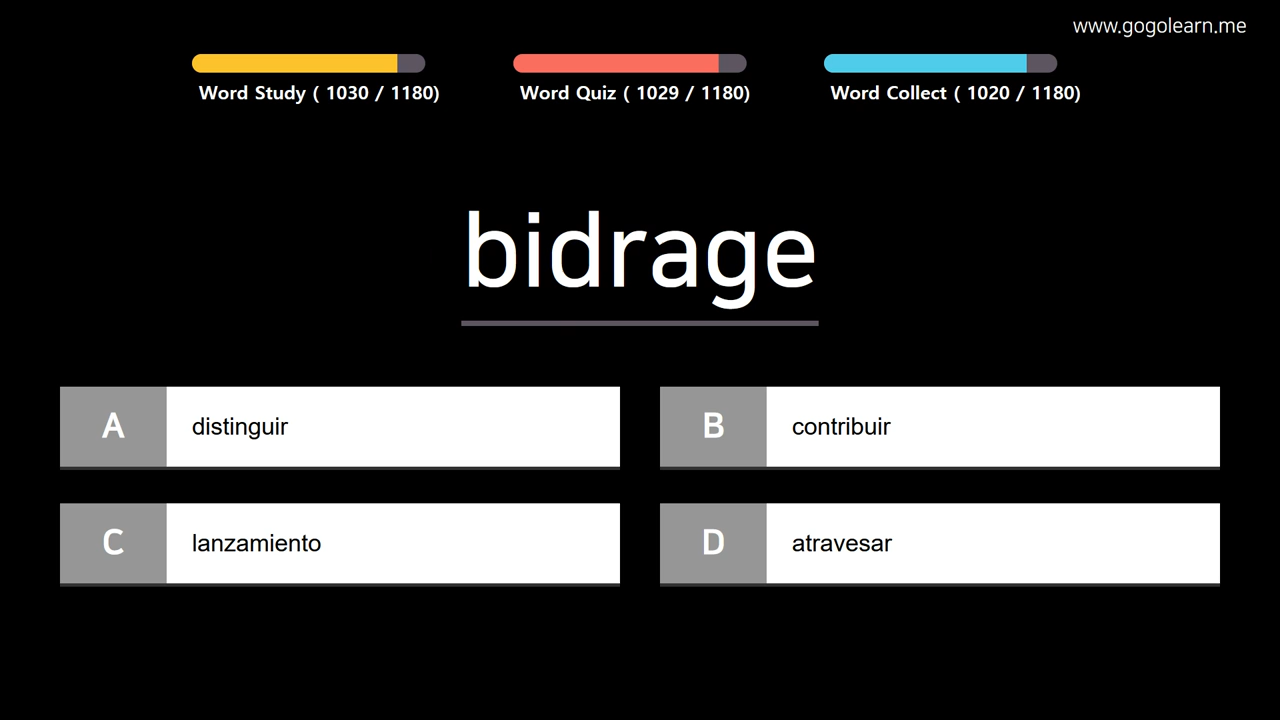 www.gogolearn.me
Word Study ( 1030 / 1180)
Word Quiz ( 1029 / 1180)
Word Collect ( 1020 / 1180)
bidrage
A
distinguir
B
contribuir
C
lanzamiento
D
atravesar